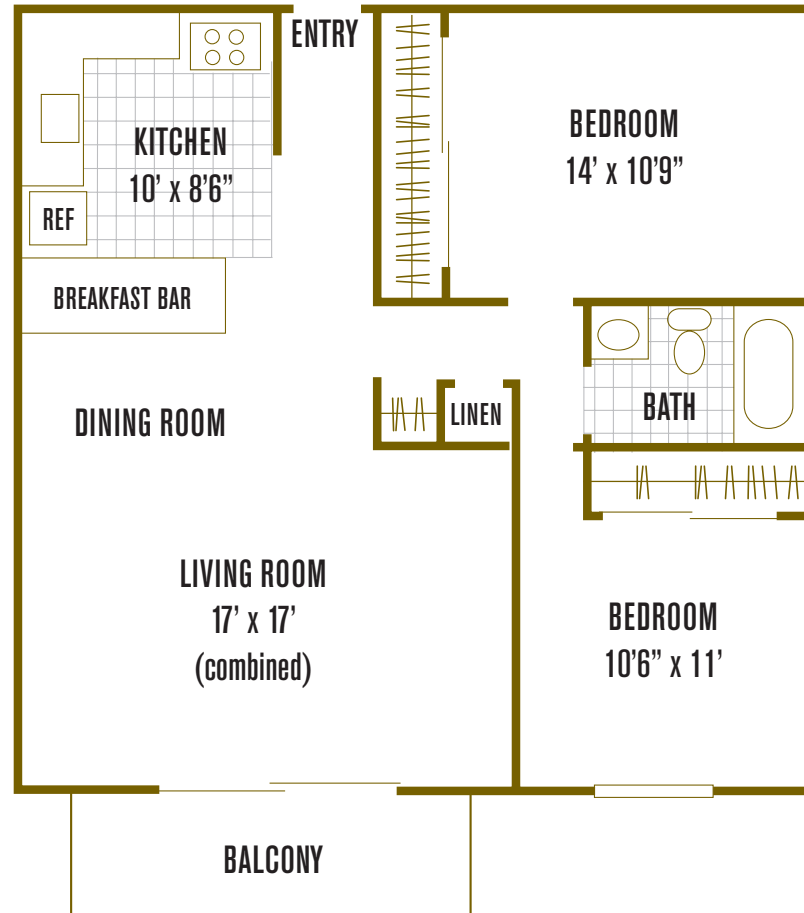 ENTRY
KITCHEN
10’ x 8’6”
BEDROOM
14’ x 10’9”
REF
BREAKFAST BAR
DINING ROOM
LINEN
BATH
LIVING ROOM
17’ x 17’
(combined)
BEDROOM
10’6” x 11’
BALCONY